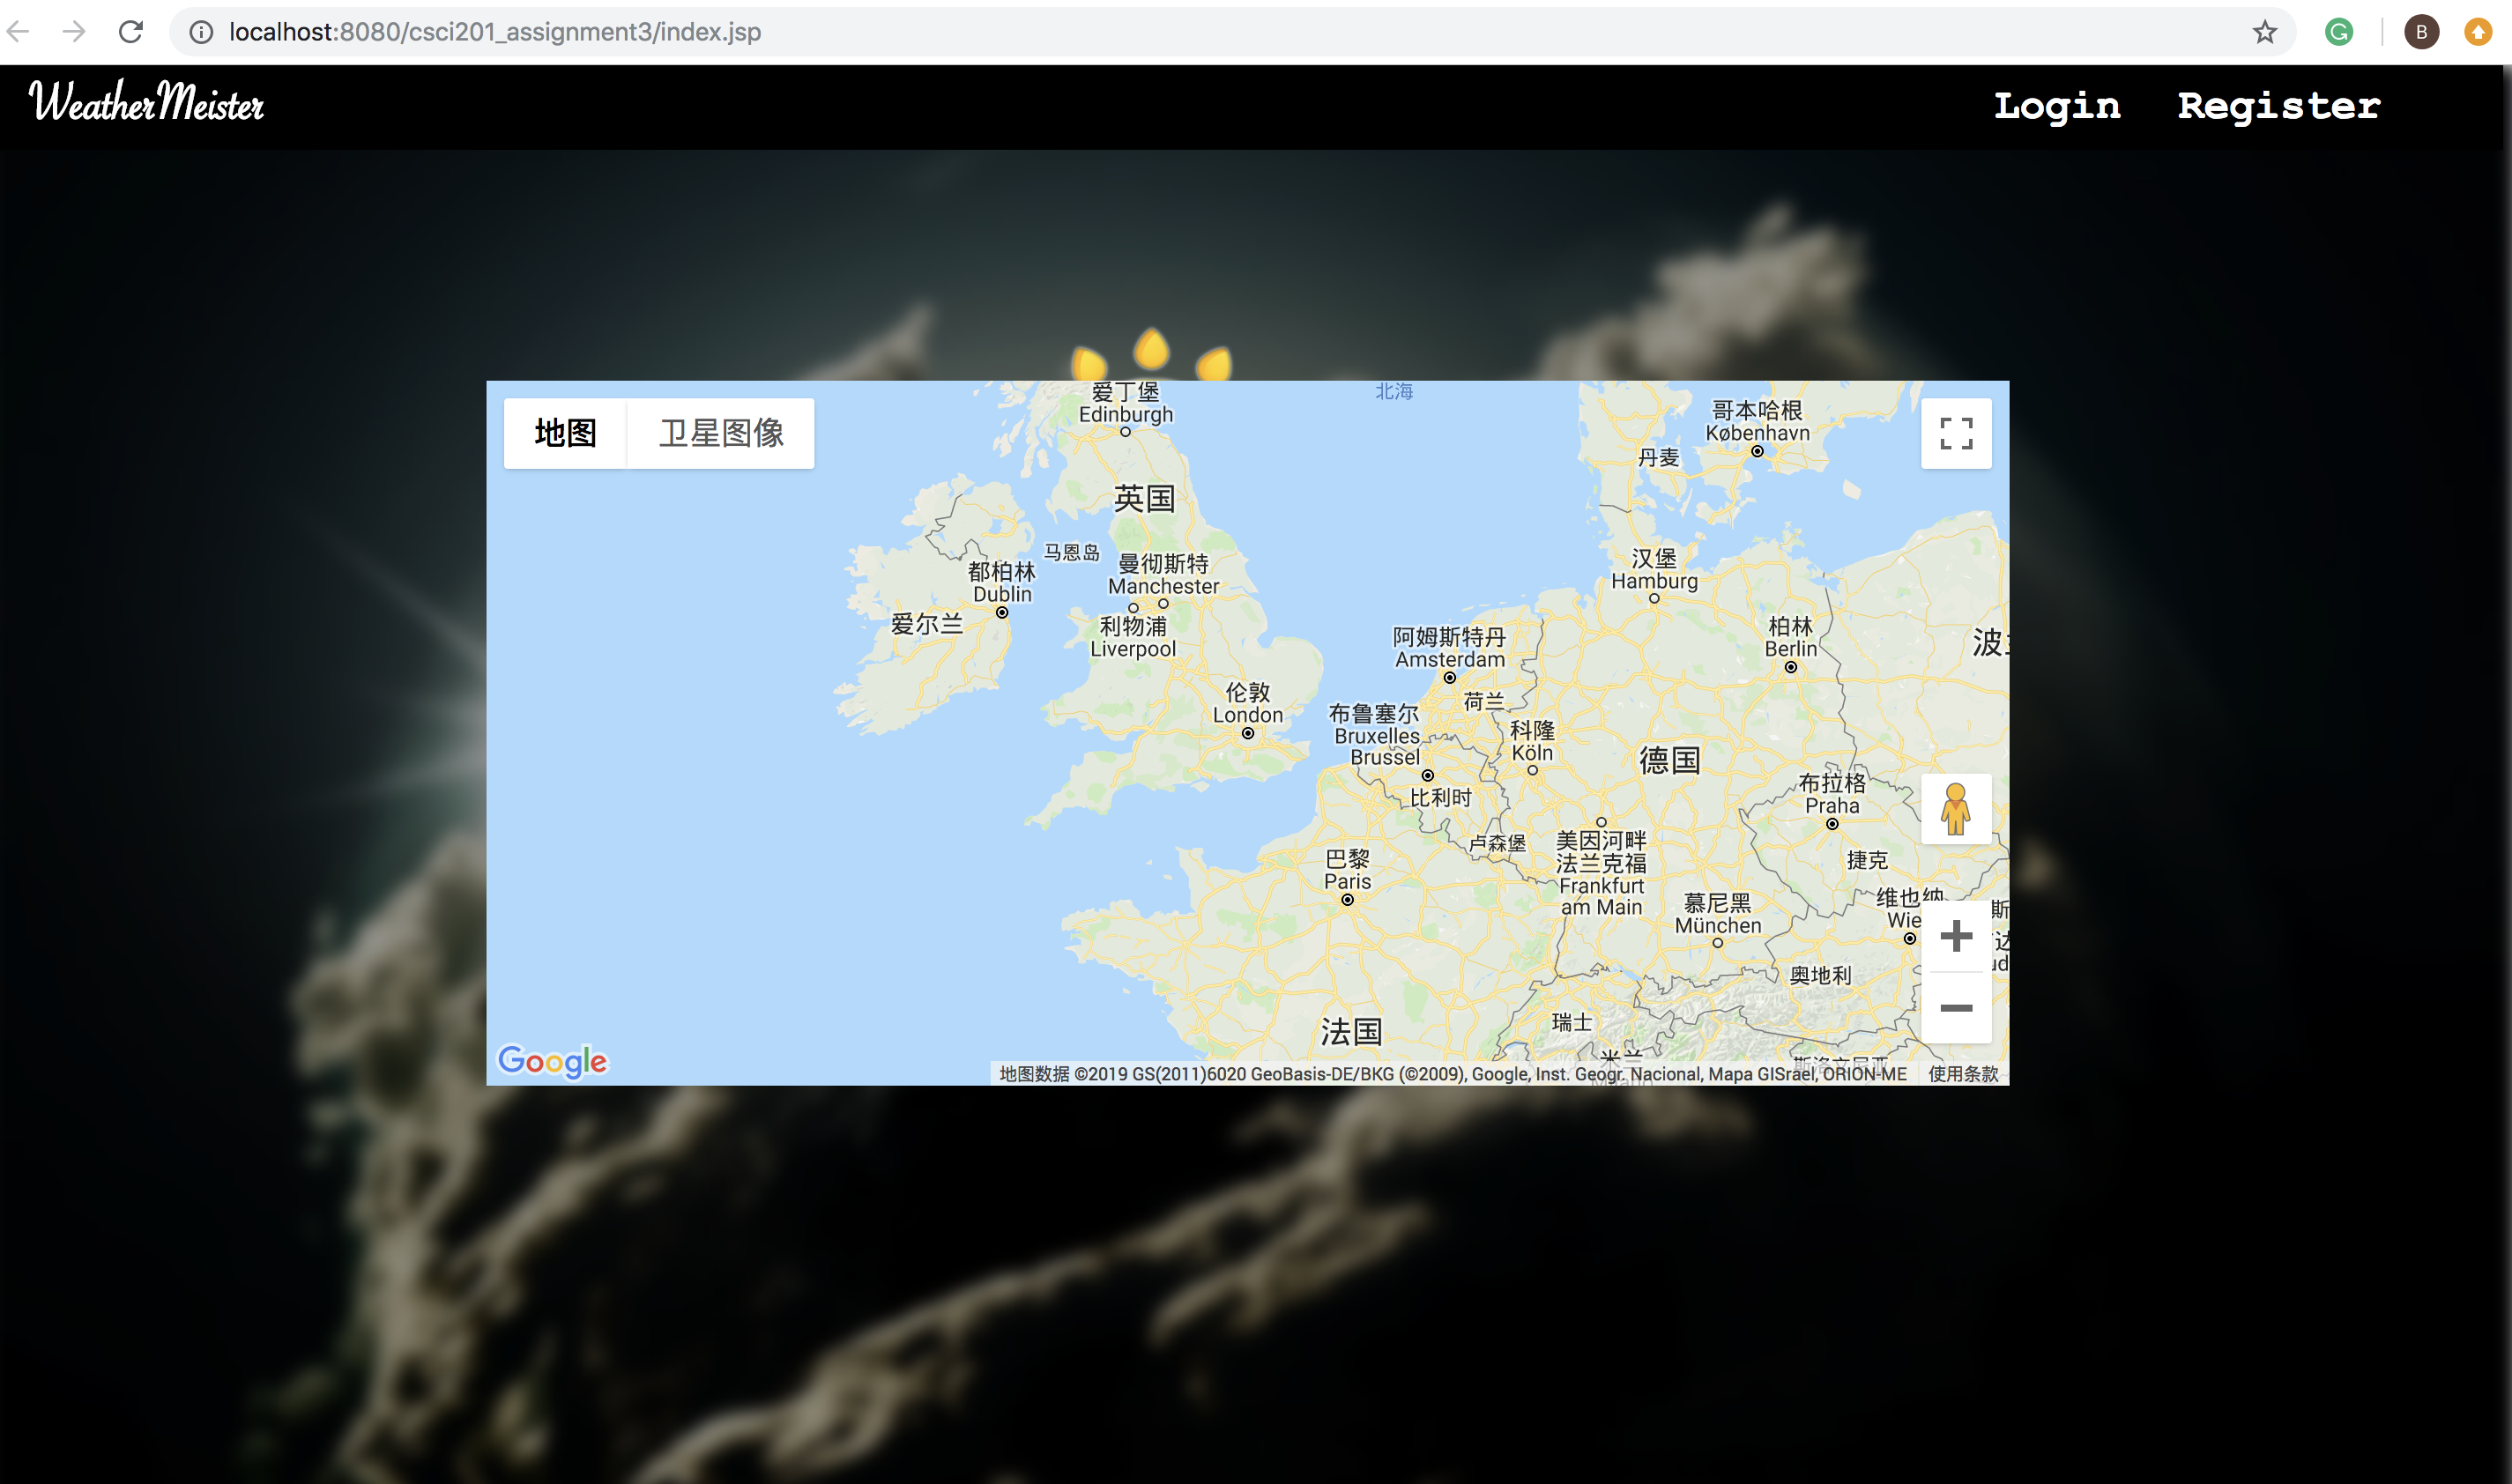 localhost:8080/csci201_assignment3/index.jsp
B
WeatherMeister
Login
Register
地图
卫星图像
爱丁堡
Edinburgh
北海
哥本哈根
København
丹麦
英国
马恩岛
曼彻斯特
Manchester
都柏林
Dublin
爱尔兰
利物浦
Liverpool
汉堡
Hamburg
阿姆斯特丹
Amsterdam
柏林
Berlin
荷兰
伦敦
London
布鲁塞尔
Bruxelles
Brussel
科隆
Köln
德国
比利时
布拉格
Praha
卢森堡
美因河畔
法兰克福
Frankfurt
am Main
巴黎
Paris
捷克
维也纳
慕尼黑
München
奥地利
瑞士
法国
米兰
斯洛文尼亚
Google
地图数据 ©2019 GS(2011)6020 GeoBasis-DE/BKG (©2009), Google, Inst. Geogr. Nacional, Mapa GISrael, ORION-ME
使用条款